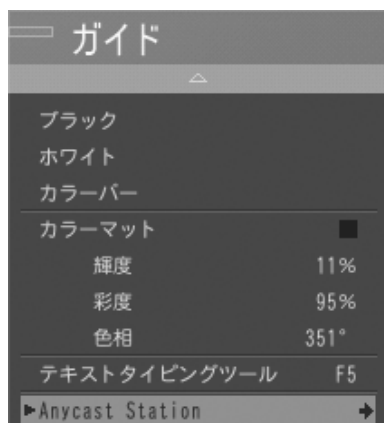 ガイド
ブラック
ホワイト
カラーバー
カラーマット
輝度 11%
彩度 95%
色相 351°
テキストタイピングツール F5
Anycast Station